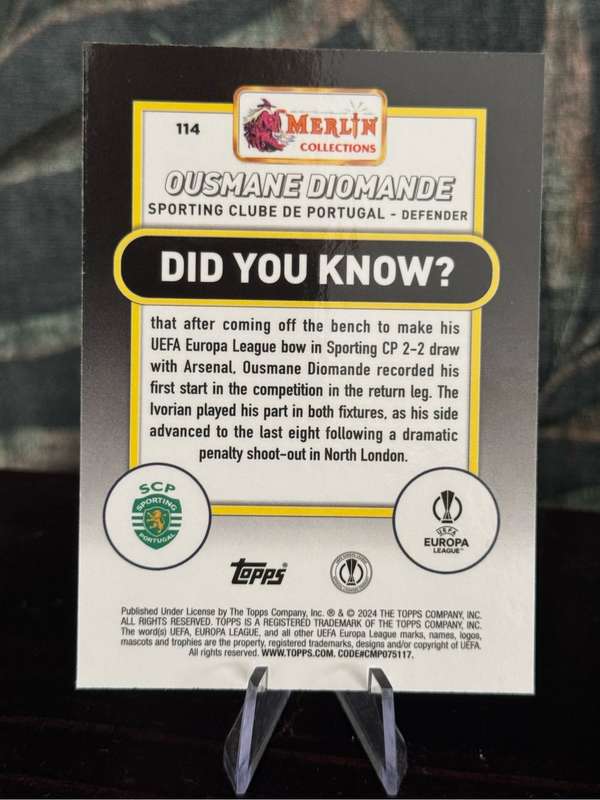 114
MERLIN
COLLECTIONS
OUSMANE DIOMANDE
SPORTING CLUBE DE PORTUGAL - DEFENDER
DID YOU KNOW?
that after coming off the bench to make his
UEFA Europa League bow in Sporting CP 2-2 draw
with Arsenal, Ousmane Diomande recorded his
first start in the competition in the return leg. The
Ivorian played his part in both fixtures, as his side
advanced to the last eight following a dramatic
penalty shoot-out in North London.
SCP
SPORTING
PORTUGAL
UEFA
EUROPA
LEAGUE™
topps®
Published Under License by The Topps Company, Inc. ® & © 2024 THE TOPPS COMPANY, INC.
ALL RIGHTS RESERVED. TOPPS IS A REGISTERED TRADEMARK OF THE TOPPS COMPANY, INC.
The word(s) UEFA, EUROPA LEAGUE, and all other UEFA Europa League marks, names, logos,
mascots and trophies are the property, registered trademarks, designs and/or copyright of UEFA.
All rights reserved. WWW.TOPPS.COM. CODE#CMP075117.